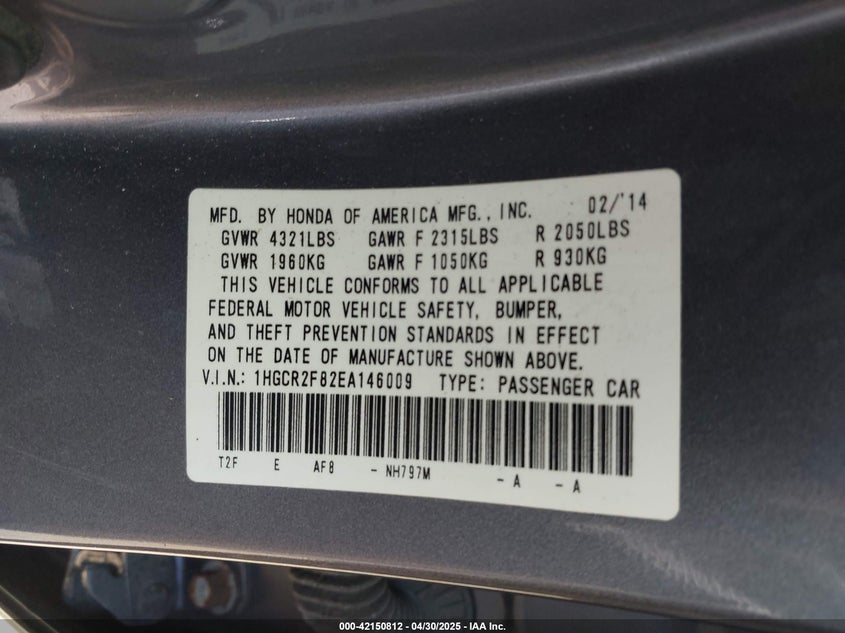 MFD. BY HONDA OF AMERICA MFG., INC. 02/'14
GVWR 4321LBS GAWR F 2315LBS R 2050LBS
GVWR 1960KG GAWR F 1050KG R 930KG
THIS VEHICLE CONFORMS TO ALL APPLICABLE
FEDERAL MOTOR VEHICLE SAFETY, BUMPER,
AND THEFT PREVENTION STANDARDS IN EFFECT
ON THE DATE OF MANUFACTURE SHOWN ABOVE.
V.I.N.: 1HGCR2F82EA146009 TYPE: PASSENGER CAR
T2F E AF8 - NH797M - A - A
000-42150812 - 04/30/2025 - IAA Inc.